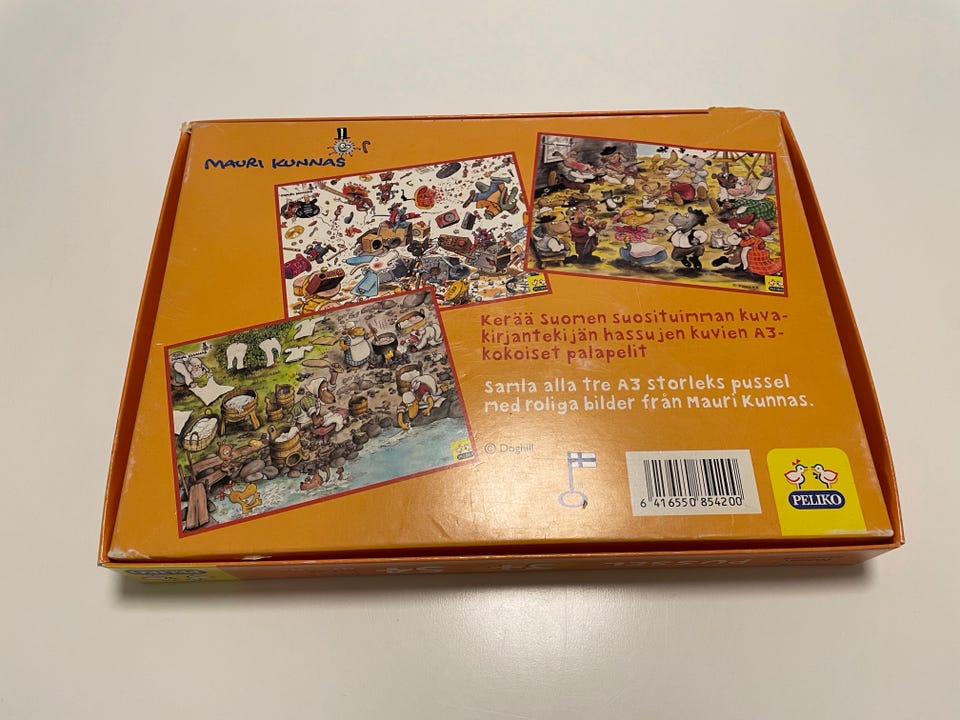 MAURI KUNNAS
Kerää Suomen suosituimman kuva-
kirjantekijän hassujen kuvien A3-
kokoiset palapelit
Samla alla tre A3 storleks pussel
med roliga bilder från Mauri Kunnas.
© Doghill
6 416550 854200
PELIKO
PUSSEL